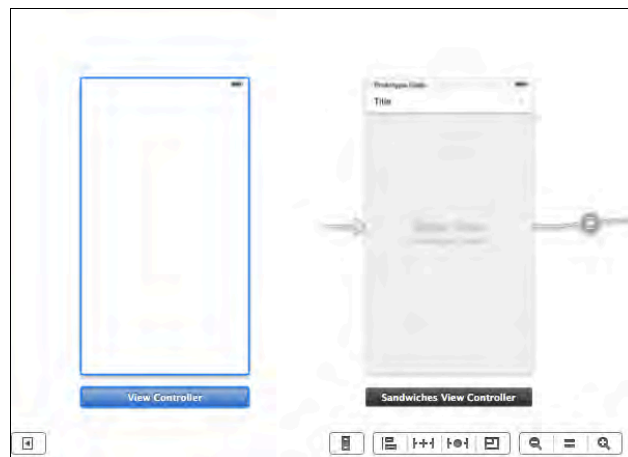 Prototype Cells
Title
View Controller
Sandwiches View Controller